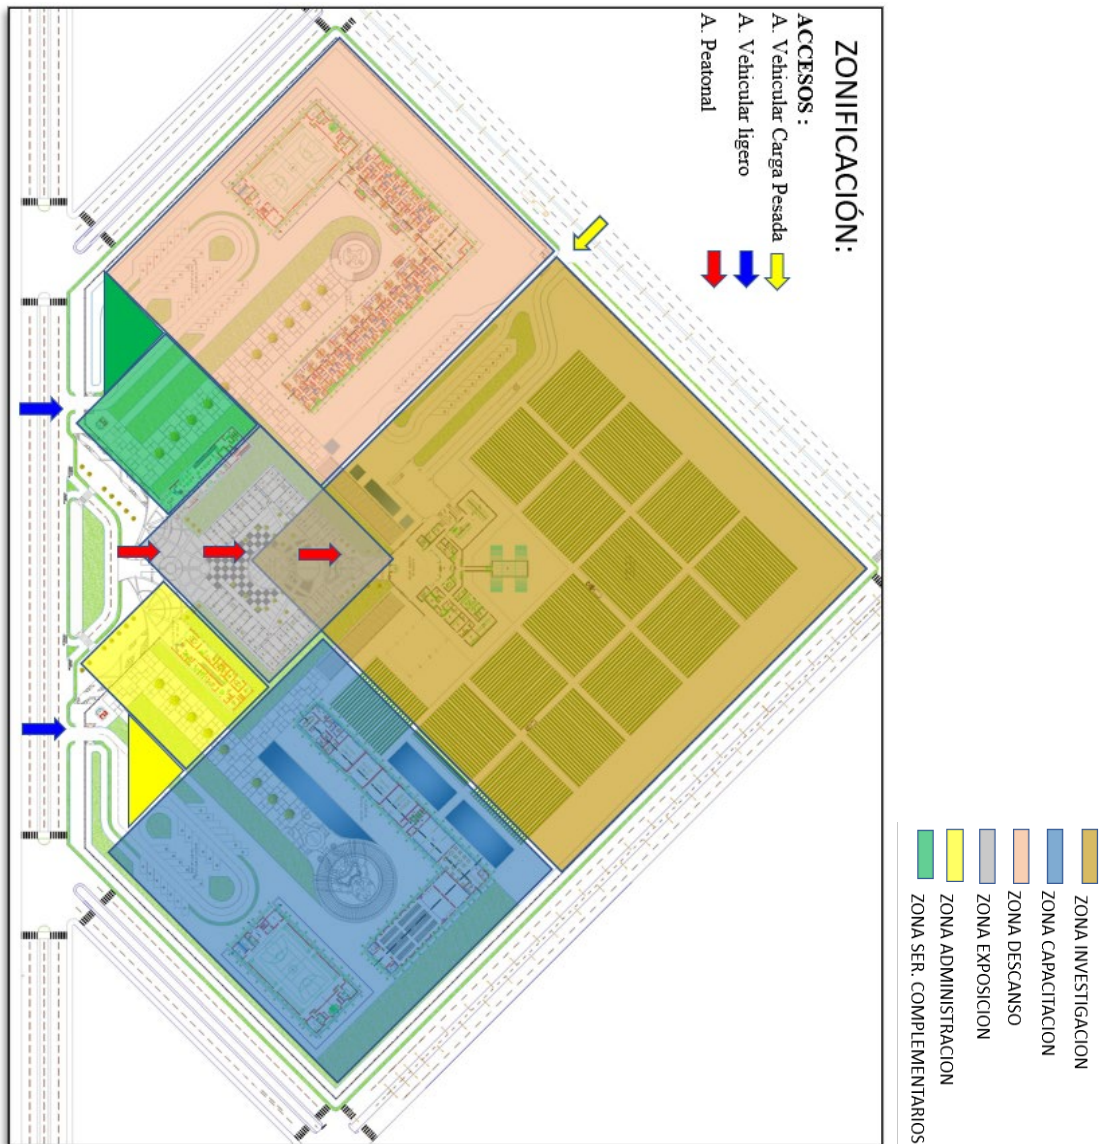 ZONIFICACIÓN:
ACCESOS :
A. Vehicular Carga Pesada
A. Vehicular ligero
A. Peatonal
ZONA INVESTIGACION
ZONA CAPACITACION
ZONA DESCANSO
ZONA EXPOSICION
ZONA ADMINISTRACION
ZONA SER. COMPLEMENTARIOS